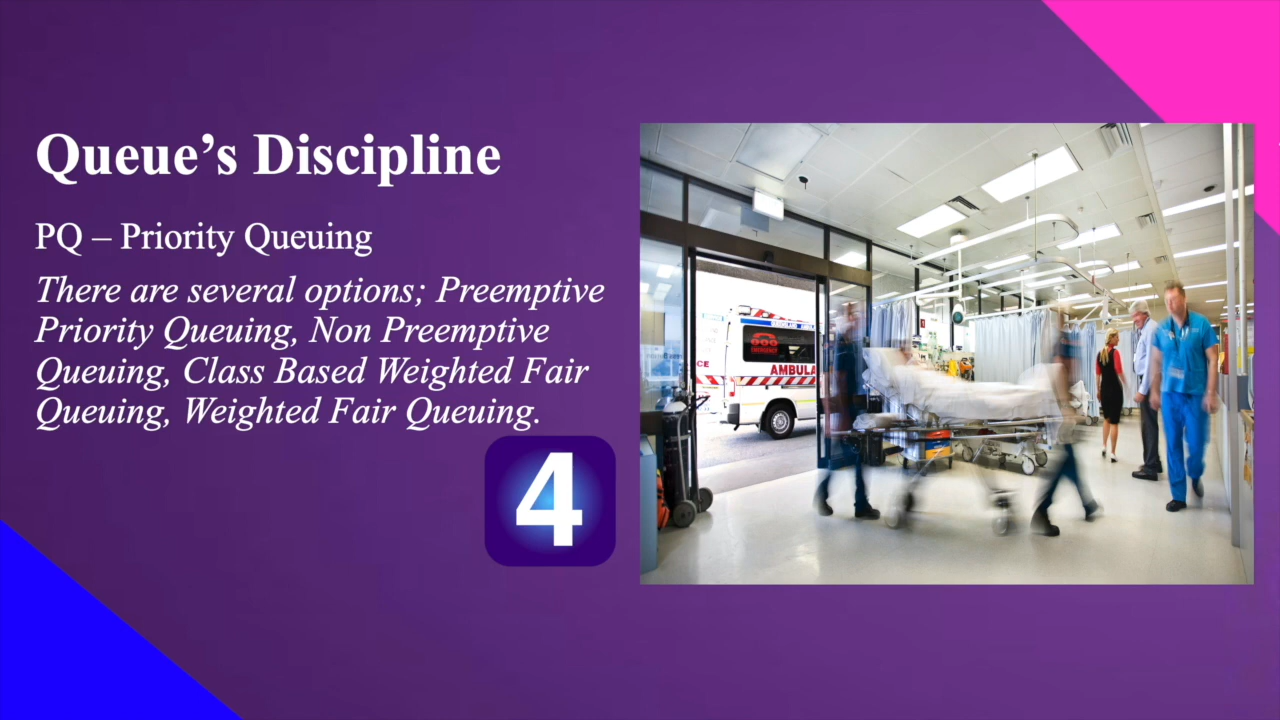 Queue’s Discipline
PQ – Priority Queuing
There are several options; Preemptive
Priority Queuing, Non Preemptive
Queuing, Class Based Weighted Fair
Queuing, Weighted Fair Queuing.
4
EMERGENCY
CE
AMBULA